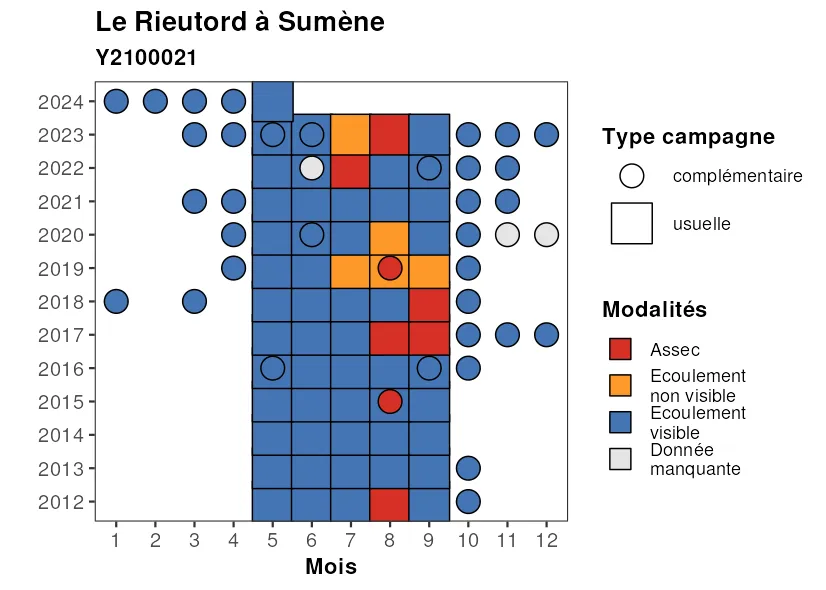 Le Rieutord à Sumène
Y2100021
2024
2023
2022
2021
2020
2019
2018
2017
2016
2015
2014
2013
2012
1 2 3 4 5 6 7 8 9 10 11 12
Mois
Type campagne
complémentaire
usuelle
Modalités
Assec
Ecoulement
non visible
Ecoulement
visible
Donnée
manquante